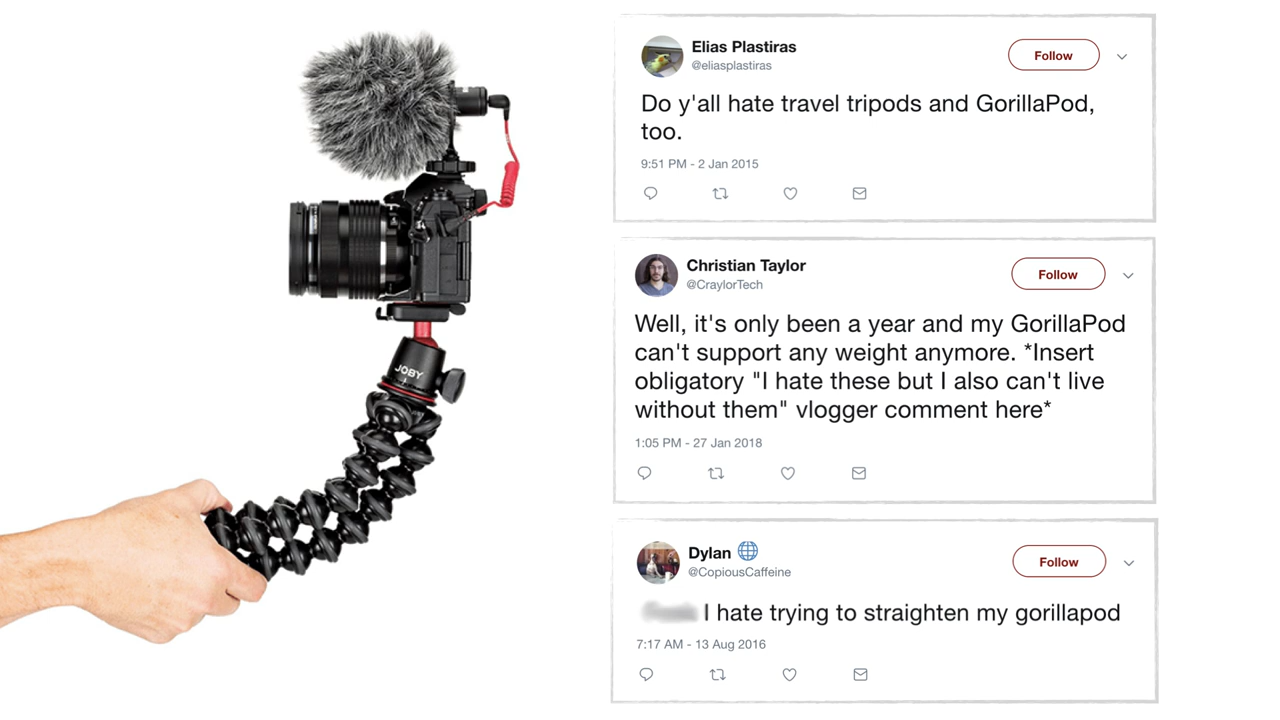 JOBY
Elias Plastiras
@eliasplastiras
Follow
Do y'all hate travel tripods and GorillaPod,
too.
9:51 PM - 2 Jan 2015
Christian Taylor
@CraylorTech
Follow
Well, it's only been a year and my GorillaPod
can't support any weight anymore. *Insert
obligatory "I hate these but I also can't live
without them" vlogger comment here*
1:05 PM - 27 Jan 2018
Dylan
@CopiousCaffeine
Follow
I hate trying to straighten my gorillapod
7:17 AM - 13 Aug 2016